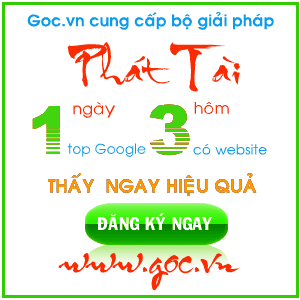 Goc.vn cung cấp bộ giải pháp
Phát Tài
1 ngày top Google
3 hôm có website
THẤY NGAY HIỆU QUẢ
ĐĂNG KÝ NGAY
www.goc.vn